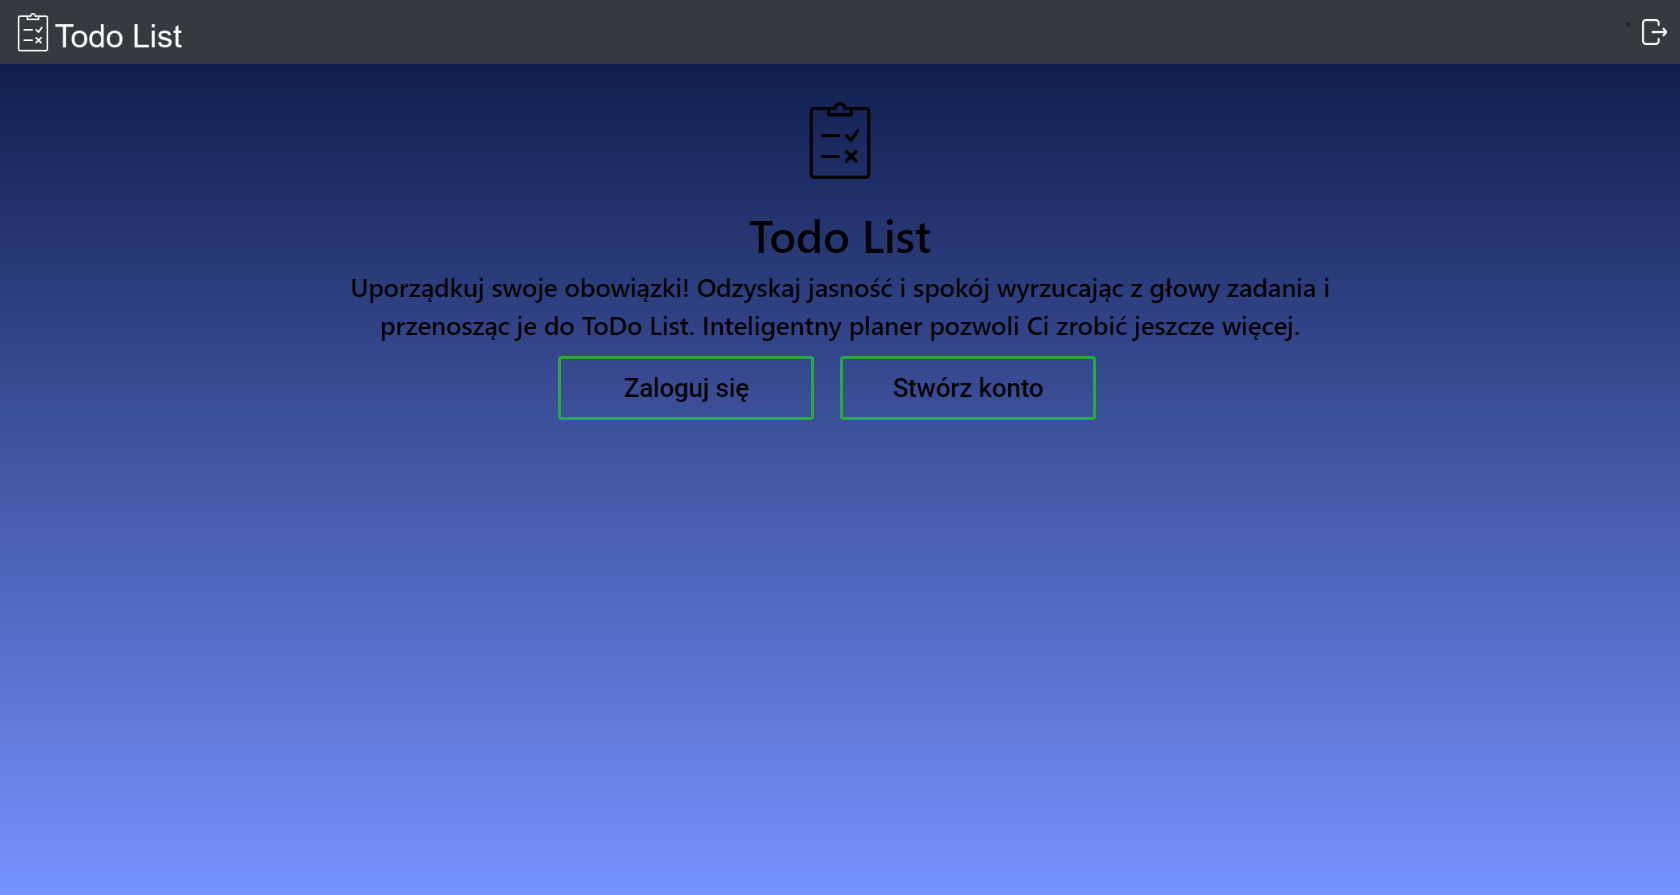 Todo List
Todo List
Uporządkuj swoje obowiązki! Odzyskaj jasność i spokój wyrzucając z głowy zadania i
przenosząc je do ToDo List. Inteligentny planer pozwoli Ci zrobić jeszcze więcej.
Zaloguj się
Stwórz konto